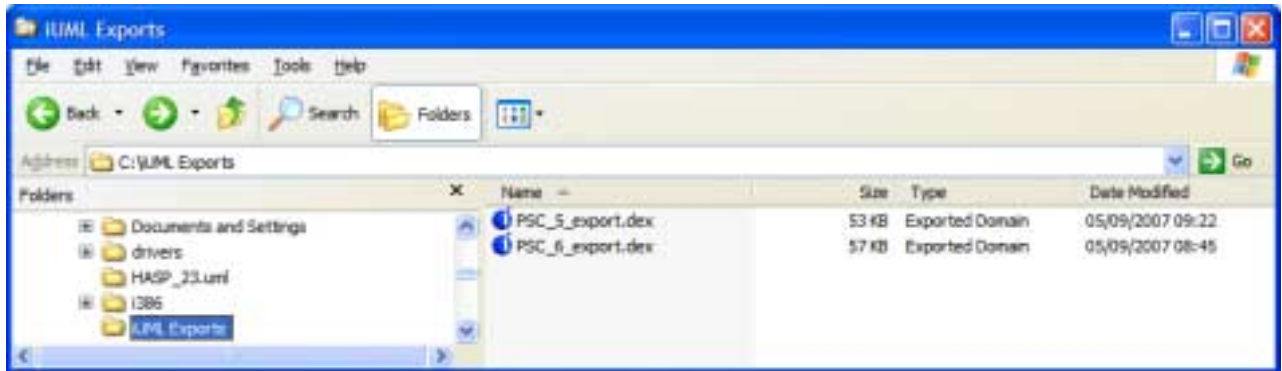 iUML Exports
File Edit View Favorites Tools Help
Back Search Folders
Address C:\iUML Exports Go
Folders Name Size Type Date Modified
Documents and Settings PSC_5_export.dex 53 KB Exported Domain 05/09/2007 09:22
drivers PSC_6_export.dex 57 KB Exported Domain 05/09/2007 08:45
HASP_23.uml
i386
iUML Exports